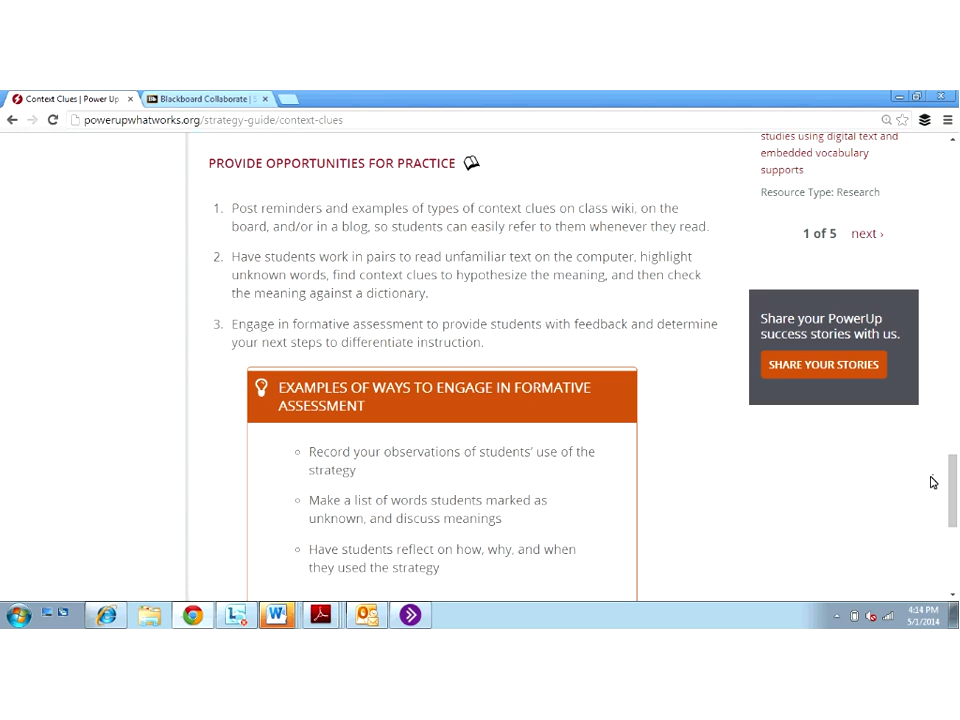 Context Clues | Power Up
Blackboard Collaborate |
powerupwhatworks.org/strategy-guide/context-clues
PROVIDE OPPORTUNITIES FOR PRACTICE
1. Post reminders and examples of types of context clues on class wiki, on the
board, and/or in a blog, so students can easily refer to them whenever they read.
2. Have students work in pairs to read unfamiliar text on the computer, highlight
unknown words, find context clues to hypothesize the meaning, and then check
the meaning against a dictionary.
3. Engage in formative assessment to provide students with feedback and determine
your next steps to differentiate instruction.
EXAMPLES OF WAYS TO ENGAGE IN FORMATIVE
ASSESSMENT
Record your observations of students' use of the
strategy
Make a list of words students marked as
unknown, and discuss meanings
Have students reflect on how, why, and when
they used the strategy
studies using digital text and
embedded vocabulary
supports
Resource Type: Research
1 of 5 next ›
Share your PowerUp
success stories with us.
SHARE YOUR STORIES
4:14 PM
5/1/2014